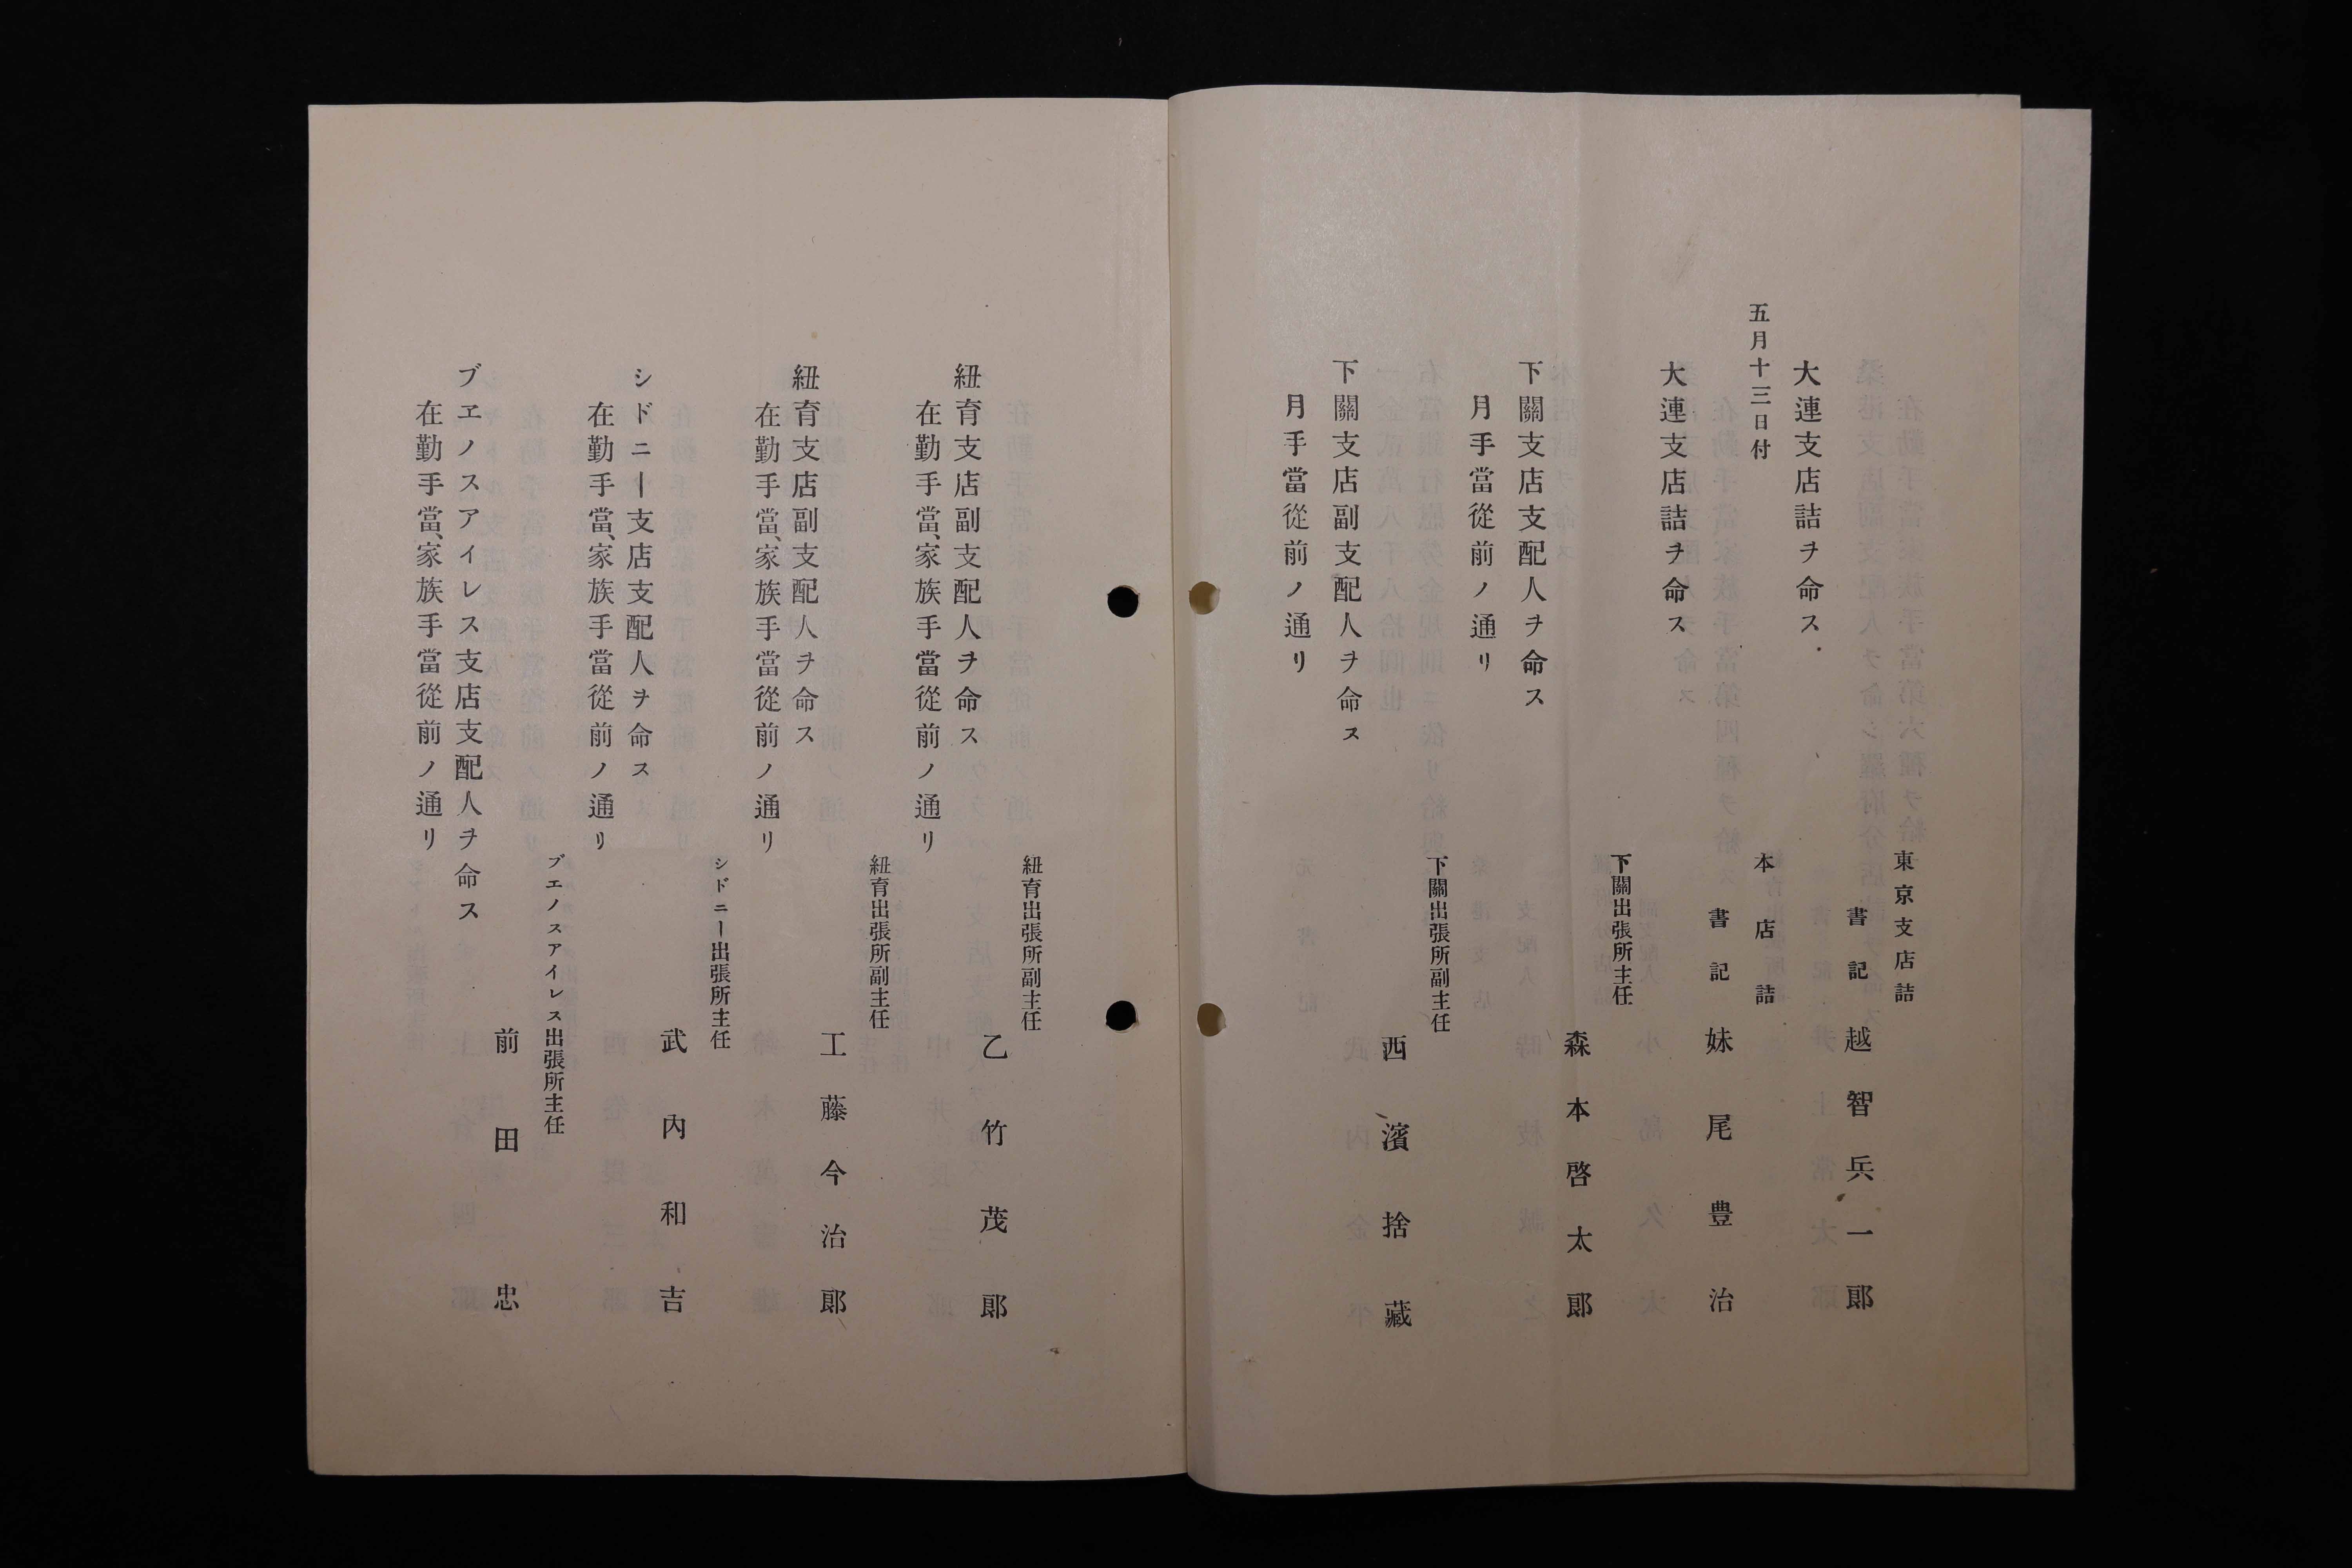 東京支店詰
書記 越智兵一郎
大連支店詰ヲ命ス
五月十三日付
本店詰
書記 妹尾豊治
大連支店詰ヲ命ス
下關出張所主任
森本啓太郎
下關支店支配人ヲ命ス
月手當從前ノ通リ
下關出張所副主任
西濱捨藏
下關支店副支配人ヲ命ス
月手當從前ノ通リ
紐育出張所副主任
乙竹茂郎
紐育支店副支配人ヲ命ス
在勤手當、家族手當從前ノ通リ
紐育出張所副主任
工藤今治郎
紐育支店副支配人ヲ命ス
在勤手當、家族手當從前ノ通リ
シドニー出張所主任
武内和吉
シドニー支店支配人ヲ命ス
在勤手當、家族手當從前ノ通リ
ブエノスアイレス出張所主任
前田忠
ブヱノスアイレス支店支配人ヲ命ス
在勤手當、家族手當從前ノ通リ